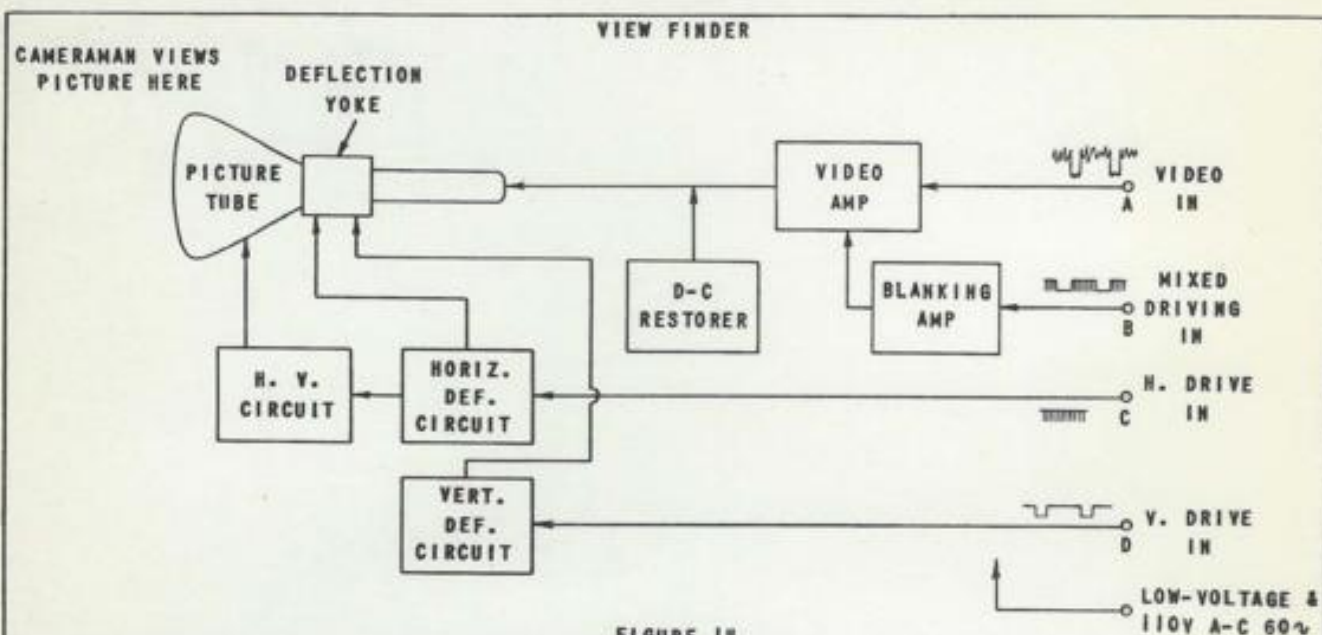 VIEW FINDER
CAMERAMAN VIEWS
PICTURE HERE
DEFLECTION
YOKE
PICTURE
TUBE
VIDEO
AMP
A
VIDEO
IN
D-C
RESTORER
BLANKING
AMP
B
MIXED
DRIVING
IN
H. V.
CIRCUIT
HORIZ.
DEF.
CIRCUIT
C
H. DRIVE
IN
VERT.
DEF.
CIRCUIT
D
V. DRIVE
IN
LOW-VOLTAGE &
110V A-C 60~